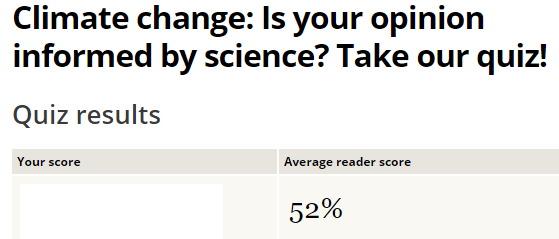 Climate change: Is your opinion
informed by science? Take our quiz!
Quiz results
Your score
Average reader score
52%